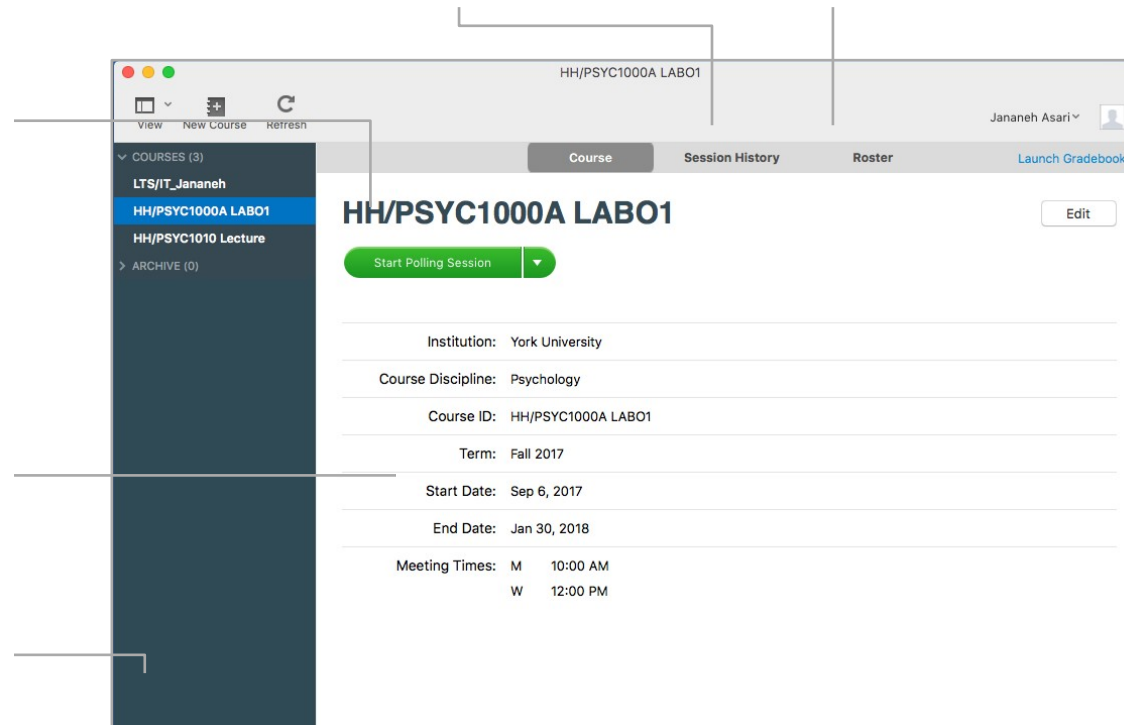 HH/PSYC1000A LABO1
View New Course Refresh
Jananeh Asari
COURSES (3)
Course Session History Roster Launch Gradebook
LTS/IT_Jananeh
HH/PSYC1000A LABO1
HH/PSYC1010 Lecture
ARCHIVE (0)
HH/PSYC1000A LABO1
Edit
Start Polling Session
Institution: York University
Course Discipline: Psychology
Course ID: HH/PSYC1000A LABO1
Term: Fall 2017
Start Date: Sep 6, 2017
End Date: Jan 30, 2018
Meeting Times: M 10:00 AM
W 12:00 PM